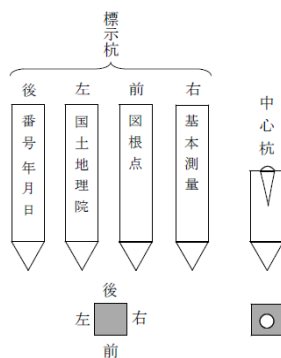 標示杭
後
左
前
右
番号年月日
国土地理院
図根点
基本測量
中心杭
後
左
右
前